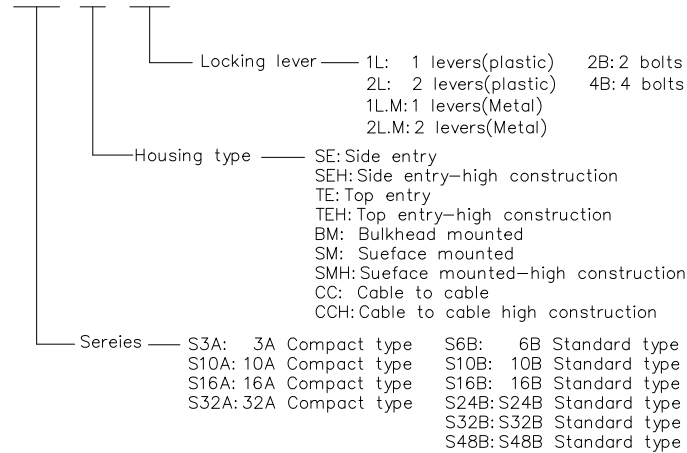 Locking lever 1L: 1 levers(plastic) 2B: 2 bolts
2L: 2 levers(plastic) 4B: 4 bolts
1L.M: 1 levers(Metal)
2L.M: 2 levers(Metal)
Housing type SE: Side entry
SEH: Side entry-high construction
TE: Top entry
TEH: Top entry-high construction
BM: Bulkhead mounted
SM: Sueface mounted
SMH: Sueface mounted-high construction
CC: Cable to cable
CCH: Cable to cable high construction
Sereies S3A: 3A Compact type S6B: 6B Standard type
S10A: 10A Compact type S10B: 10B Standard type
S16A: 16A Compact type S16B: 16B Standard type
S32A: 32A Compact type S24B: S24B Standard type
S32B: S32B Standard type
S48B: S48B Standard type